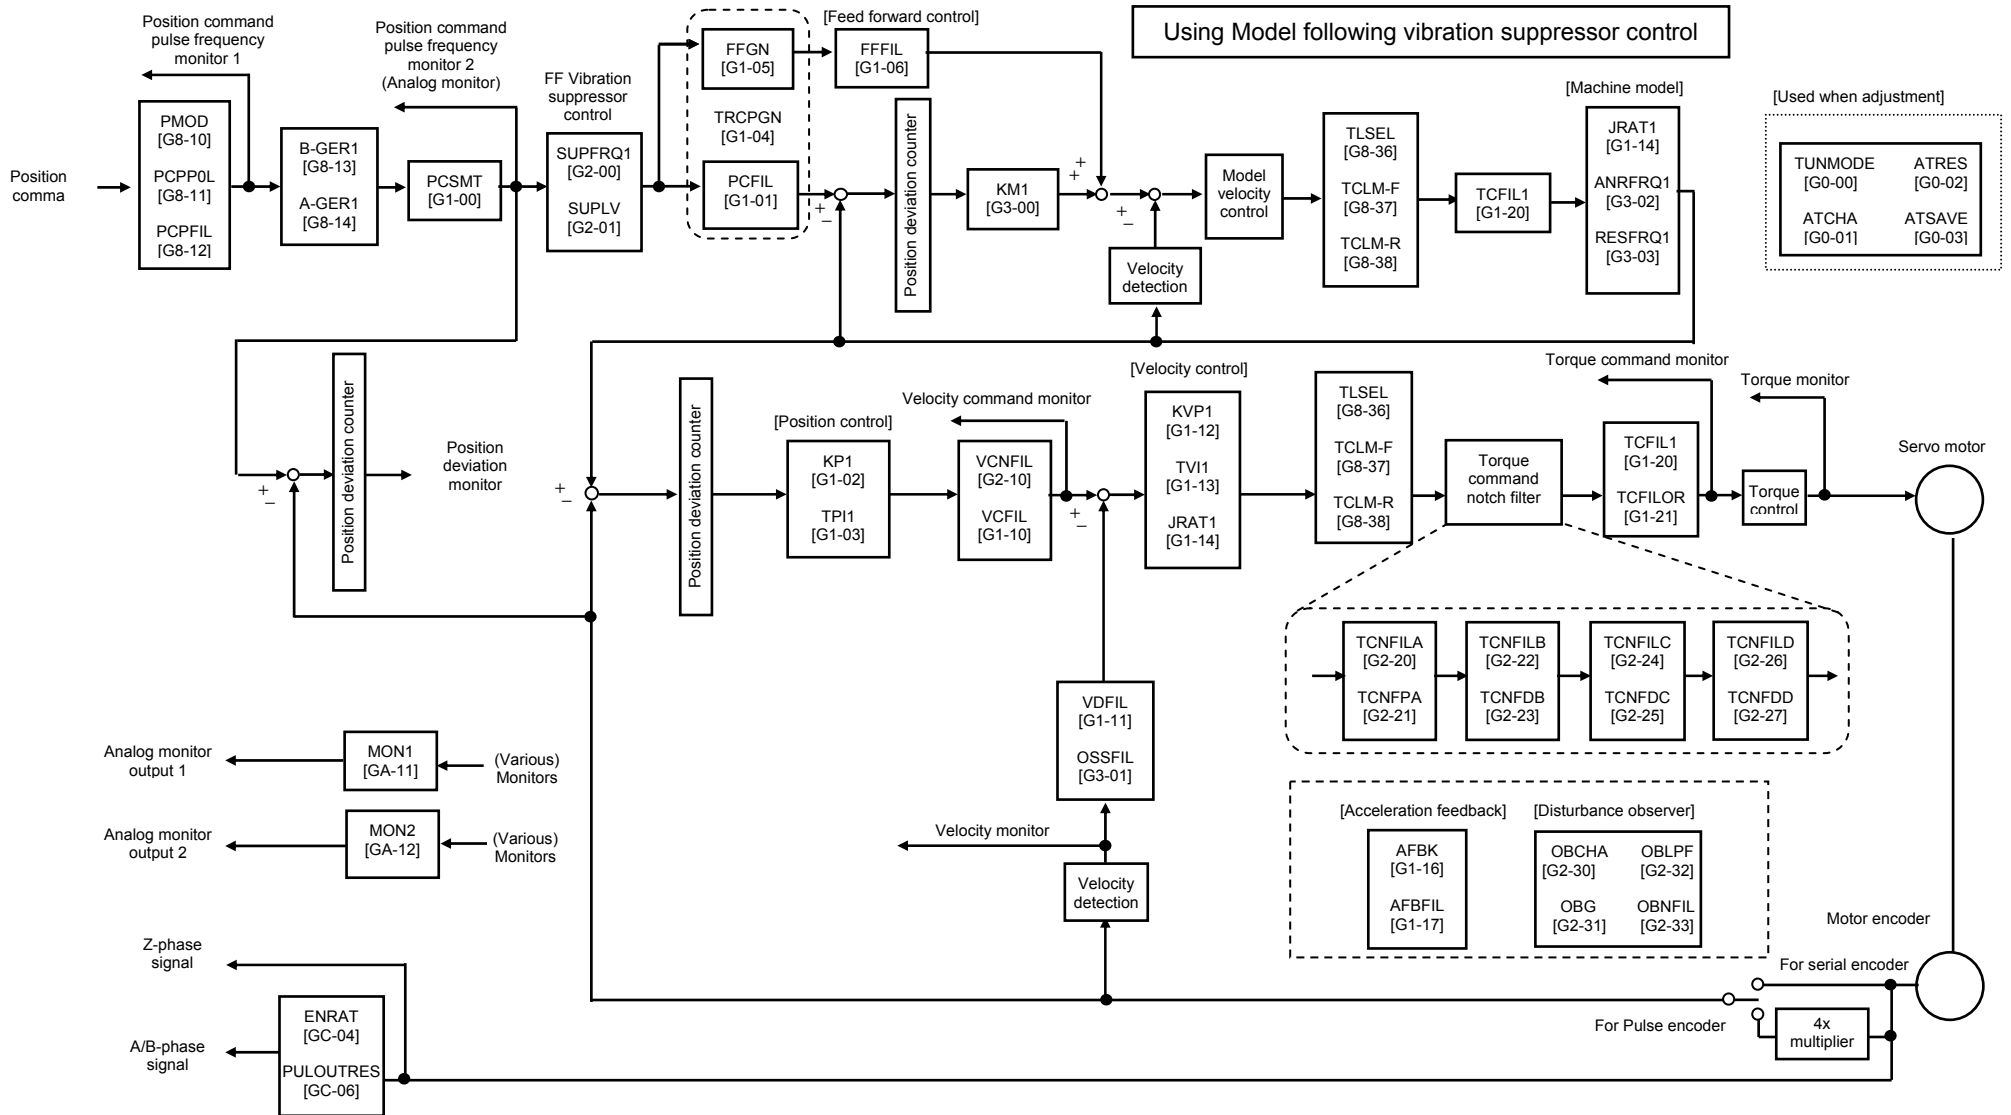 Using Model following vibration suppressor control
Position command
pulse frequency
monitor 1
Position command
pulse frequency
monitor 2
(Analog monitor)
FF Vibration
suppressor
control
[Feed forward control]
[Machine model]
[Used when adjustment]
Position
comma
PMOD
[G8-10]
PCPP0L
[G8-11]
PCPFIL
[G8-12]
B-GER1
[G8-13]
A-GER1
[G8-14]
PCSMT
[G1-00]
SUPFRQ1
[G2-00]
SUPLV
[G2-01]
FFGN
[G1-05]
TRCPGN
[G1-04]
PCFIL
[G1-01]
FFFIL
[G1-06]
+
−
Position deviation counter
KM1
[G3-00]
+
+
+
−
Velocity
detection
Model
velocity
control
TLSEL
[G8-36]
TCLM-F
[G8-37]
TCLM-R
[G8-38]
TCFIL1
[G1-20]
JRAT1
[G1-14]
ANRFRQ1
[G3-02]
RESFRQ1
[G3-03]
TUNMODE
[G0-00]
ATRES
[G0-02]
ATCHA
[G0-01]
ATSAVE
[G0-03]
+
−
Position deviation counter
Position
deviation
monitor
+
−
Position deviation counter
[Position control]
KP1
[G1-02]
TPI1
[G1-03]
Velocity command monitor
VCNFIL
[G2-10]
VCFIL
[G1-10]
+
−
[Velocity control]
KVP1
[G1-12]
TVI1
[G1-13]
JRAT1
[G1-14]
TLSEL
[G8-36]
TCLM-F
[G8-37]
TCLM-R
[G8-38]
Torque
command
notch filter
Torque command monitor
TCFIL1
[G1-20]
TCFILOR
[G1-21]
Torque monitor
Torque
control
Servo motor
TCNFILA
[G2-20]
TCNFPA
[G2-21]
TCNFILB
[G2-22]
TCNFDB
[G2-23]
TCNFILC
[G2-24]
TCNFDC
[G2-25]
TCNFILD
[G2-26]
TCNFDD
[G2-27]
VDFIL
[G1-11]
OSSFIL
[G3-01]
Analog monitor
output 1
MON1
[GA-11]
(Various)
Monitors
Analog monitor
output 2
MON2
[GA-12]
(Various)
Monitors
Velocity monitor
Velocity
detection
[Acceleration feedback]
AFBK
[G1-16]
AFBFIL
[G1-17]
[Disturbance observer]
OBCHA
[G2-30]
OBLPF
[G2-32]
OBG
[G2-31]
OBNFIL
[G2-33]
Motor encoder
Z-phase
signal
A/B-phase
signal
ENRAT
[GC-04]
PULOUTRES
[GC-06]
For serial encoder
For Pulse encoder
4x
multiplier